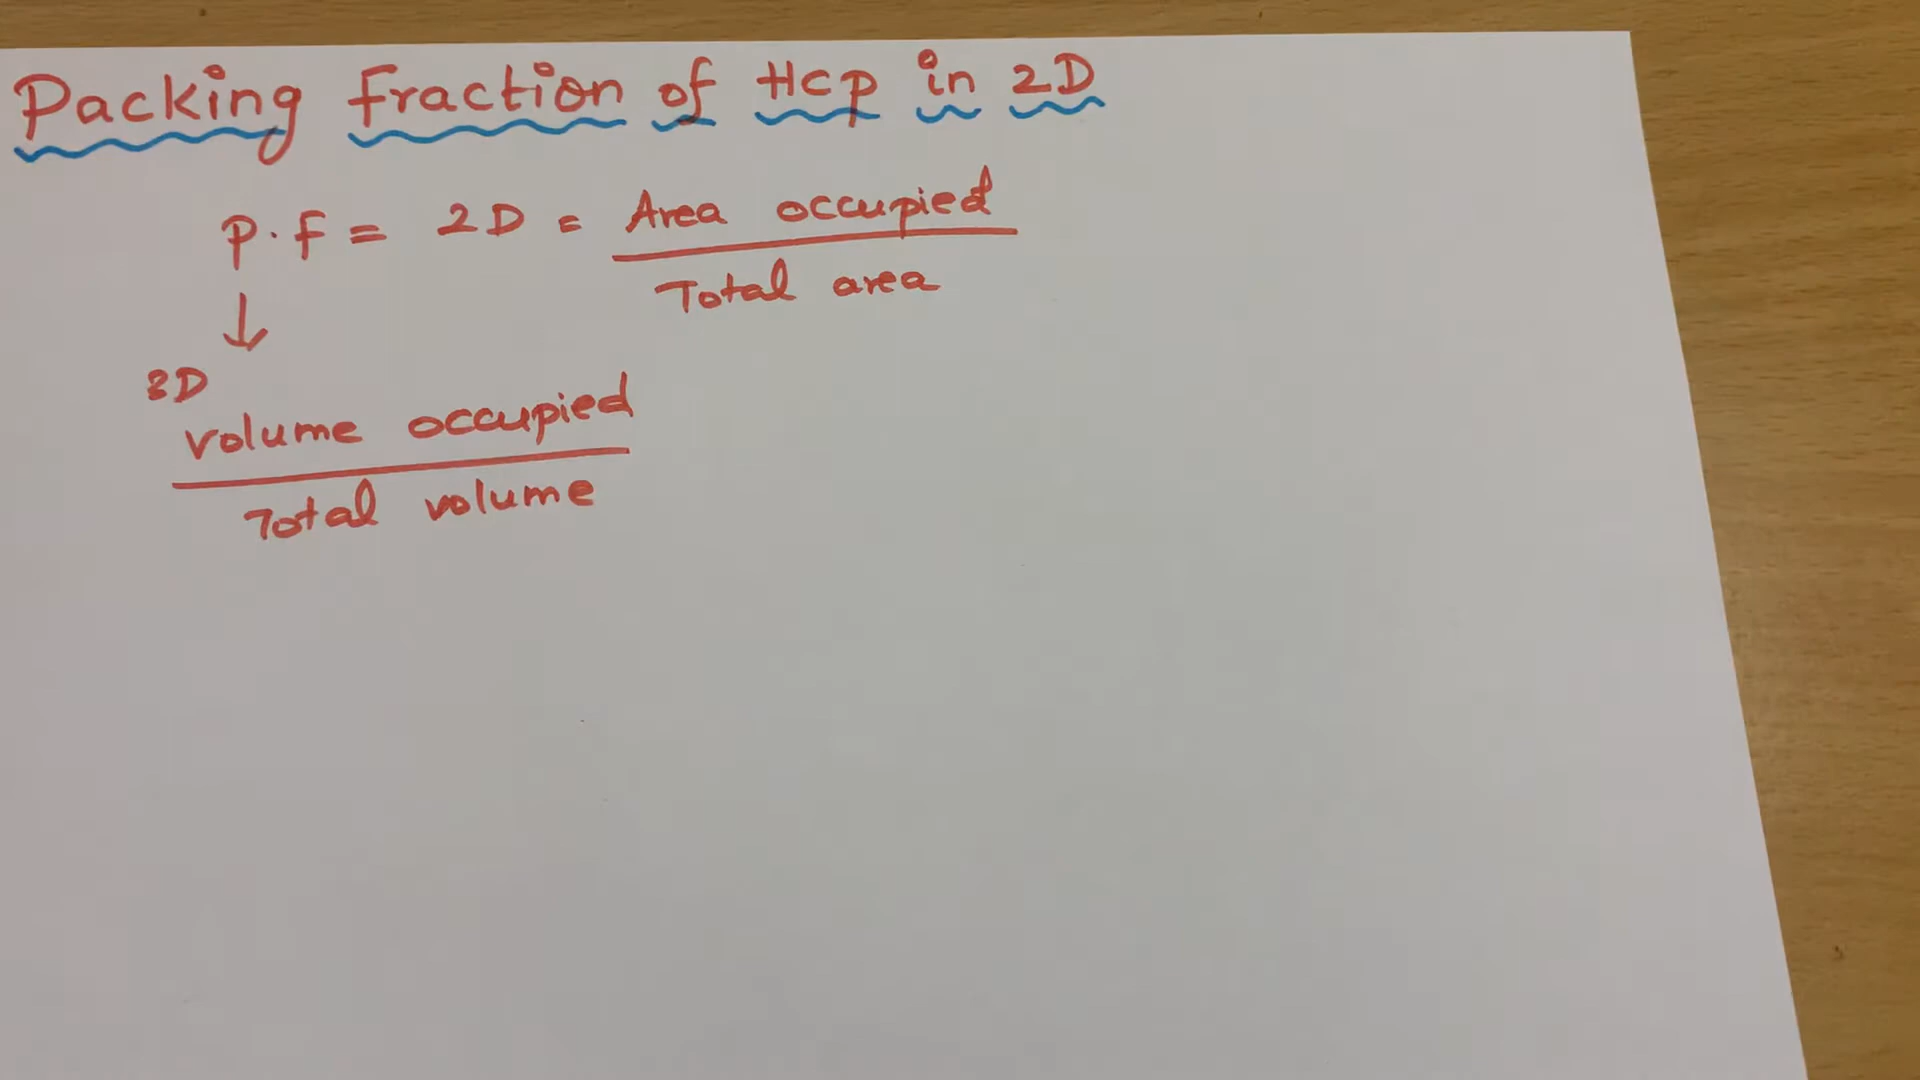 Packing fraction of Hcp in 2D
P.f = 2D = Area occupied
Total area
↓
3D
volume occupied
Total volume